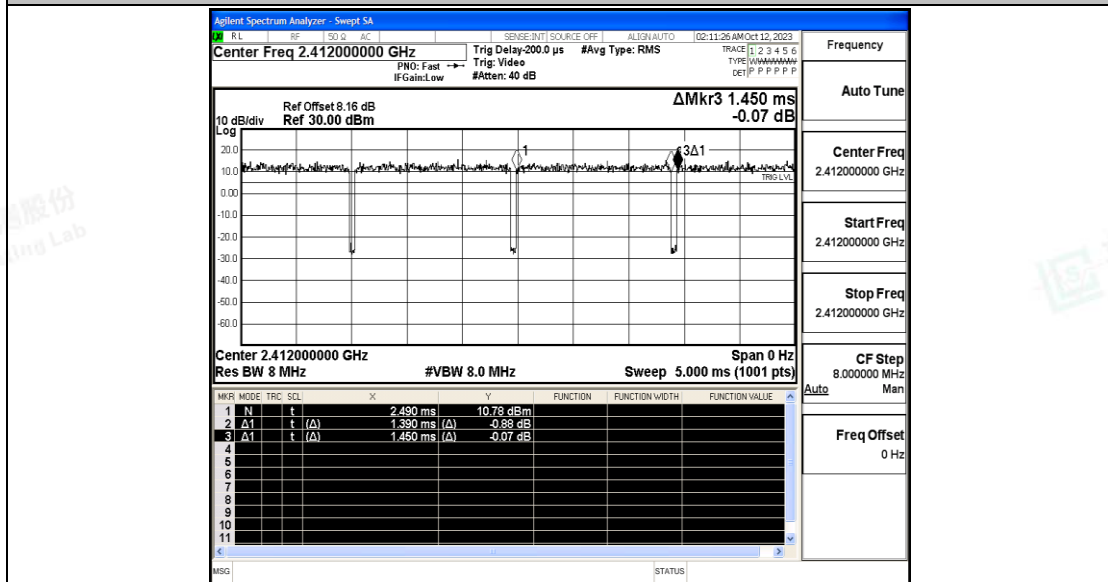 Agilent Spectrum Analyzer - Swept SA
RL RF 50 Ω AC SENSE:INT SOURCE OFF ALIGN AUTO 02:11:26 AM Oct 12, 2023
Center Freq 2.412000000 GHz
PNO: Fast
IFGain:Low
Trig Delay-200.0 µs
Trig: Video
#Atten: 40 dB
#Avg Type: RMS
TRACE 1 2 3 4 5 6
TYPE
DET P P P P P P
Ref Offset 8.16 dB
10 dB/div Ref 30.00 dBm
Log
ΔMkr3 1.450 ms
-0.07 dB
20.0
10.0
0.00
-10.0
-20.0
-30.0
-40.0
-50.0
-60.0
1
3Δ1
TRIG LVL
Center 2.412000000 GHz Span 0 Hz
Res BW 8 MHz #VBW 8.0 MHz Sweep 5.000 ms (1001 pts)
MKR MODE TRC SCL X Y FUNCTION FUNCTION WIDTH FUNCTION VALUE
1 N t 2.490 ms 10.78 dBm
2 Δ1 t (Δ) 1.390 ms (Δ) -0.88 dB
3 Δ1 t (Δ) 1.450 ms (Δ) -0.07 dB
4
5
6
7
8
9
10
11
MSG STATUS
Frequency
Auto Tune
Center Freq
2.412000000 GHz
Start Freq
2.412000000 GHz
Stop Freq
2.412000000 GHz
CF Step
8.000000 MHz
Auto Man
Freq Offset
0 Hz
股份
Lab